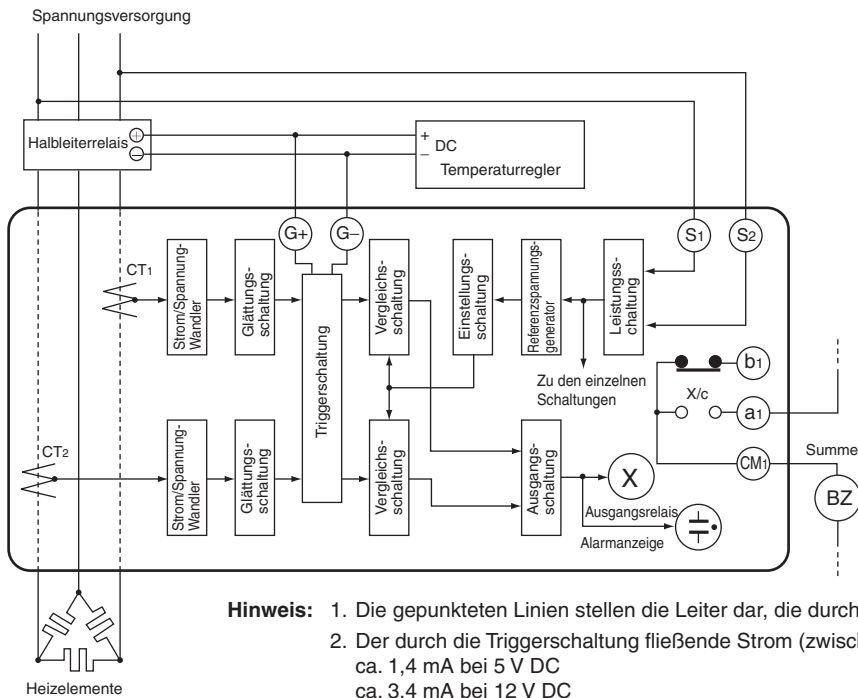 Spannungsversorgung
Halbleiterrelais
+
−
+
−
DC
Temperaturregler
G+
G−
S1
S2
CT1
Strom/Spannung-
Wandler
Glättungs-
schaltung
Triggerschaltung
Vergleichs-
schaltung
Einstellungs-
schaltung
Referenzspannungs-
generator
Leistungss-
chaltung
Zu den einzelnen
Schaltungen
b1
X/c
a1
CM1
Summe
BZ
CT2
Strom/Spannung-
Wandler
Glättungs-
schaltung
Vergleichs-
schaltung
Ausgangs-
schaltung
X
Ausgangsrelais
Alarmanzeige
Heizelemente
Hinweis: 1. Die gepunkteten Linien stellen die Leiter dar, die durch
2. Der durch die Triggerschaltung fließende Strom (zwisc
ca. 1,4 mA bei 5 V DC
ca. 3,4 mA bei 12 V DC